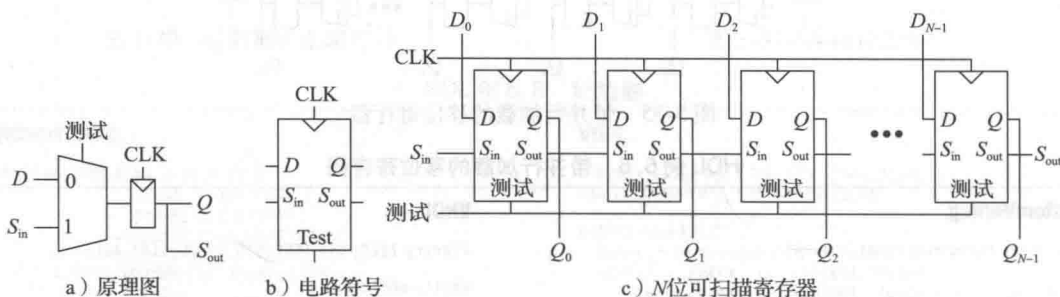 测试
CLK
D
0
S_in
1
Q
S_out
a）原理图
CLK
D Q
S_in S_out
Test
b）电路符号
D_0 D_1 D_2 D_{N-1}
CLK
D Q D Q D Q D Q
S_in S_in S_out S_in S_out S_in S_out ••• S_in S_out S_out
测试 测试 测试 测试
测试
Q_0 Q_1 Q_2 Q_{N-1}
c）N位可扫描寄存器